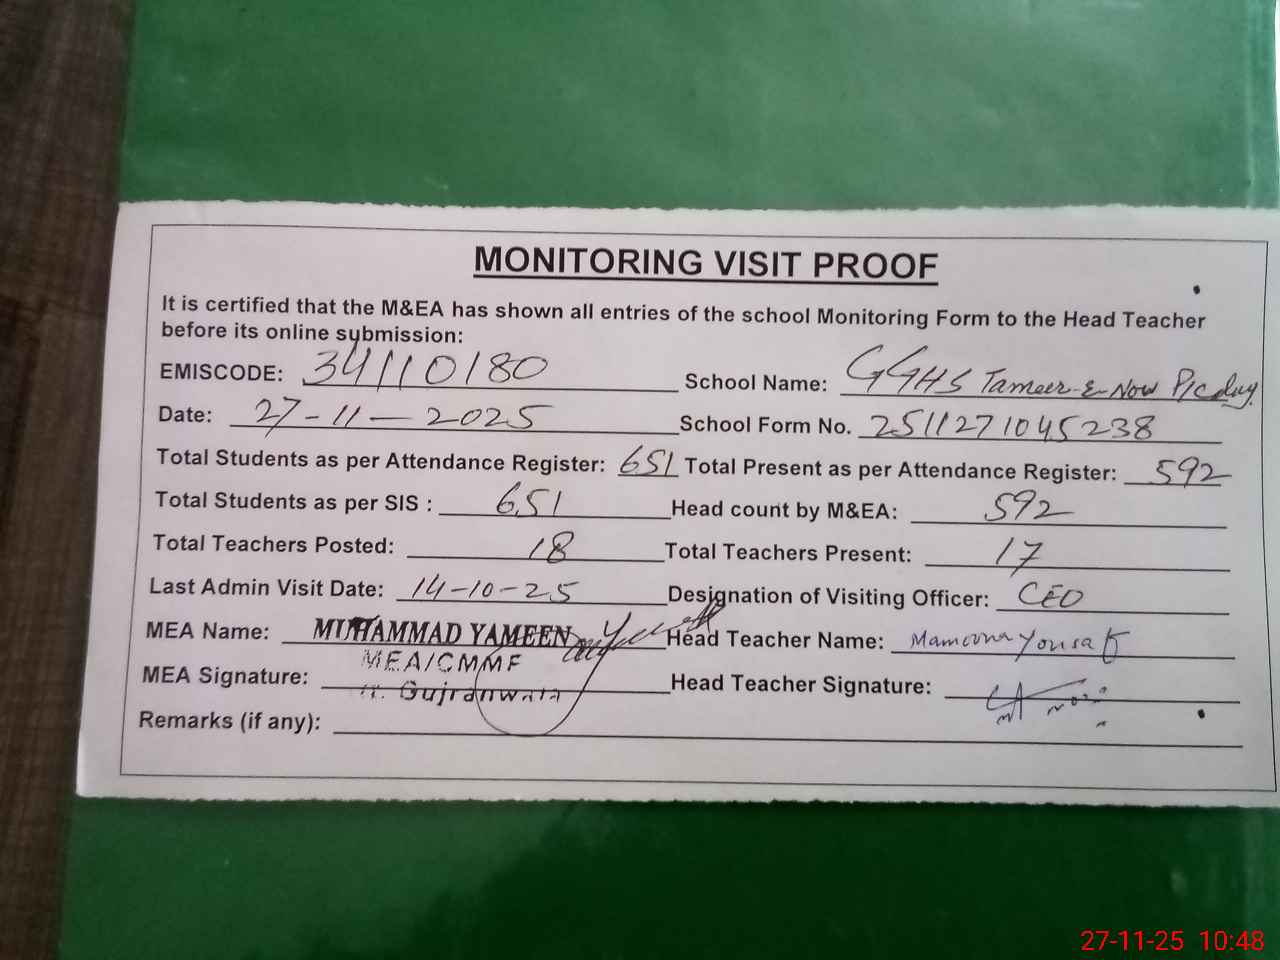 MONITORING VISIT PROOF
It is certified that the M&EA has shown all entries of the school Monitoring Form to the Head Teacher
before its online submission:
EMISCODE: 34110180 School Name: GGHS Tameer-E-Now
Date: 27-11-2025 School Form No. 2511271045238
Total Students as per Attendance Register: 651 Total Present as per Attendance Register: 592
Total Students as per SIS : 651 Head count by M&EA: 592
Total Teachers Posted: 18 Total Teachers Present: 17
Last Admin Visit Date: 14-10-25 Designation of Visiting Officer: CEO
MEA Name: MUHAMMAD YAMEEN Head Teacher Name: Mamoona Yousaf
MEA/CMMF
MEA Signature: Gujranwala Head Teacher Signature:
Remarks (if any):
27-11-25 10:48